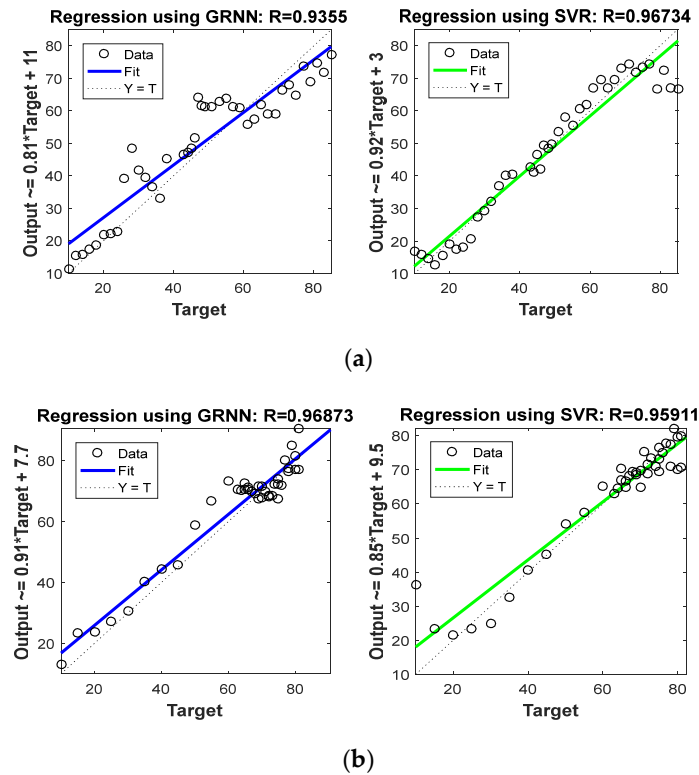 Regression using GRNN: R=0.9355
Output ~= 0.81*Target + 11
80
70
60
50
40
30
20
10
Data
Fit
Y = T
20 40 60 80
Target
Regression using SVR: R=0.96734
Output ~= 0.92*Target + 3
80
70
60
50
40
30
20
10
Data
Fit
Y = T
20 40 60 80
Target
(a)
Regression using GRNN: R=0.96873
Output ~= 0.91*Target + 7.7
80
60
40
20
Data
Fit
Y = T
20 40 60 80
Target
Regression using SVR: R=0.95911
Output ~= 0.85*Target + 9.5
80
70
60
50
40
30
20
10
Data
Fit
Y = T
20 40 60 80
Target
(b)